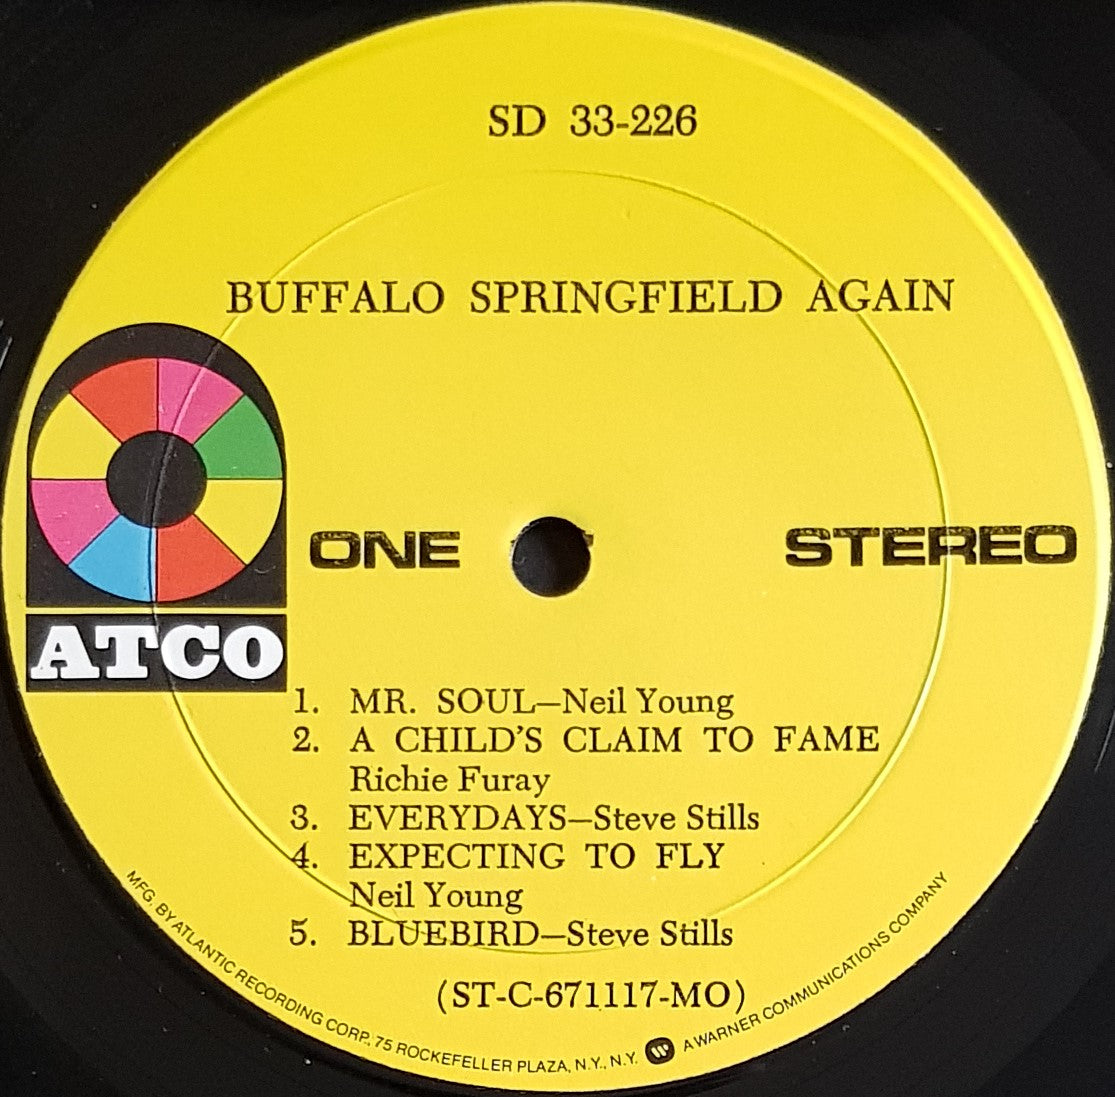 SD 33-226
BUFFALO SPRINGFIELD AGAIN
ATCO
ONE
STEREO
1. MR. SOUL—Neil Young
2. A CHILD'S CLAIM TO FAME
Richie Furay
3. EVERYDAYS—Steve Stills
4. EXPECTING TO FLY
Neil Young
5. BLUEBIRD—Steve Stills
(ST-C-671117-MO)
MFG. BY ATLANTIC RECORDING CORP., 75 ROCKEFELLER PLAZA, N.Y., N.Y. W A WARNER COMMUNICATIONS COMPANY